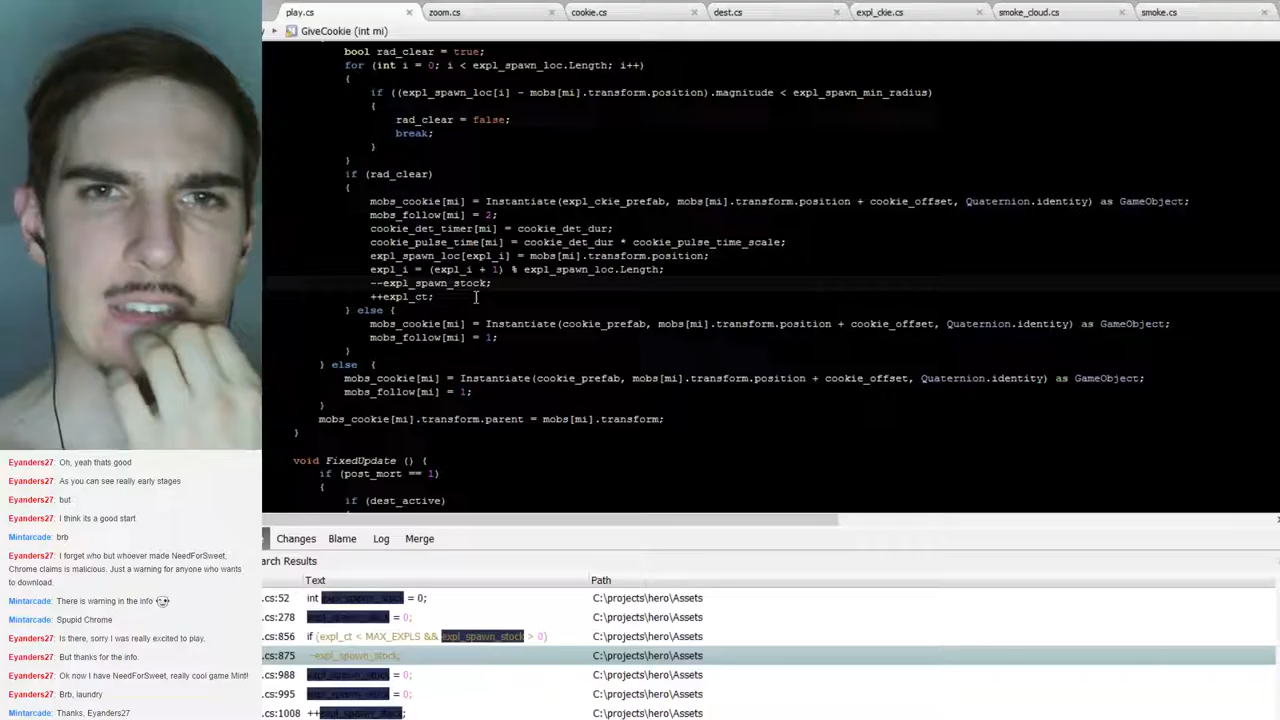 play.cs
zoom.cs
cookie.cs
dest.cs
expl_ckie.cs
smoke_cloud.cs
smoke.cs
GiveCookie (int mi)
bool rad_clear = true;
for (int i = 0; i < expl_spawn_loc.Length; i++)
{
if ((expl_spawn_loc[i] - mobs[mi].transform.position).magnitude < expl_spawn_min_radius)
{
rad_clear = false;
break;
}
}
if (rad_clear)
{
mobs_cookie[mi] = Instantiate(expl_ckie_prefab, mobs[mi].transform.position + cookie_offset, Quaternion.identity) as GameObject;
mobs_follow[mi] = 2;
cookie_det_timer[mi] = cookie_det_dur;
cookie_pulse_time[mi] = cookie_det_dur * cookie_pulse_time_scale;
expl_spawn_loc[expl_i] = mobs[mi].transform.position;
expl_i = (expl_i + 1) % expl_spawn_loc.Length;
--expl_spawn_stock;
++expl_ct;
} else {
mobs_cookie[mi] = Instantiate(cookie_prefab, mobs[mi].transform.position + cookie_offset, Quaternion.identity) as GameObject;
mobs_follow[mi] = 1;
}
} else {
mobs_cookie[mi] = Instantiate(cookie_prefab, mobs[mi].transform.position + cookie_offset, Quaternion.identity) as GameObject;
mobs_follow[mi] = 1;
}
mobs_cookie[mi].transform.parent = mobs[mi].transform;
}
void FixedUpdate () {
if (post_mort == 1)
{
if (dest_active)
Eyanders27: Oh, yeah thats good
Eyanders27: As you can see really early stages
Eyanders27: but
Eyanders27: I think its a good start
Mintarcade: brb
Eyanders27: I forget who but whoever made NeedForSweet,
Chrome claims is malicious. Just a warning for anyone who wants
to download.
Mintarcade: There is warning in the info
Mintarcade: Spupid Chrome
Eyanders27: Is there, sorry I was really excited to play.
Eyanders27: But thanks for the info.
Eyanders27: Ok now I have NeedForSweet, really cool game Mint!
Eyanders27: Brb, laundry
Mintarcade: Thanks, Eyanders27
Changes Blame Log Merge
arch Results
Text Path
.cs:52 int expl_spawn_stock = 0; C:\projects\hero\Assets
.cs:278 expl_spawn_stock = 0; C:\projects\hero\Assets
.cs:856 if (expl_ct < MAX_EXPLS && expl_spawn_stock > 0) C:\projects\hero\Assets
.cs:875 --expl_spawn_stock; C:\projects\hero\Assets
.cs:988 expl_spawn_stock = 0; C:\projects\hero\Assets
.cs:995 expl_spawn_stock = 0; C:\projects\hero\Assets
.cs:1008 ++expl_spawn_stock; C:\projects\hero\Assets